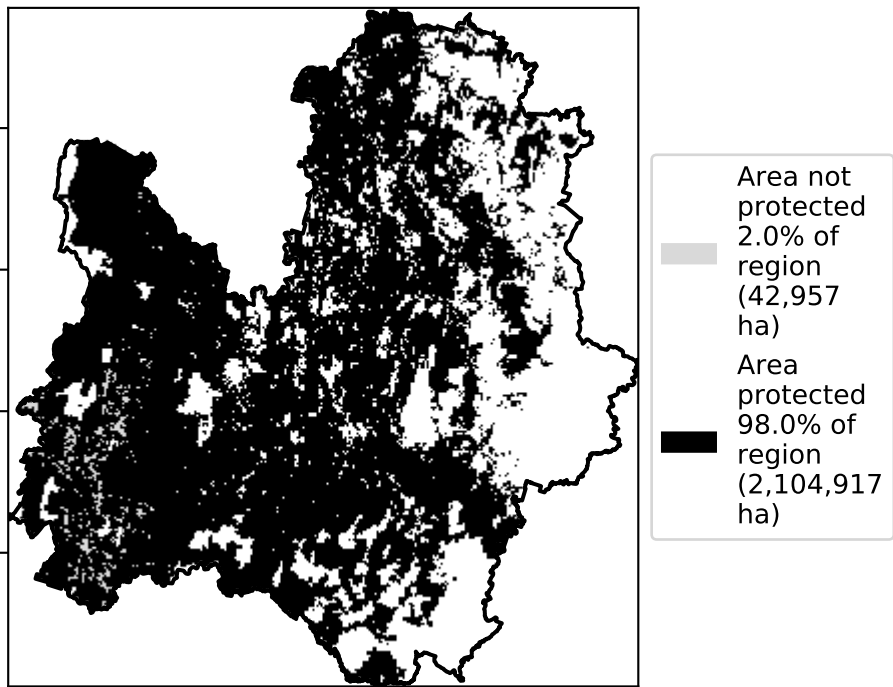 Area not
protected
2.0% of
region
(42,957
ha)
Area
protected
98.0% of
region
(2,104,917
ha)